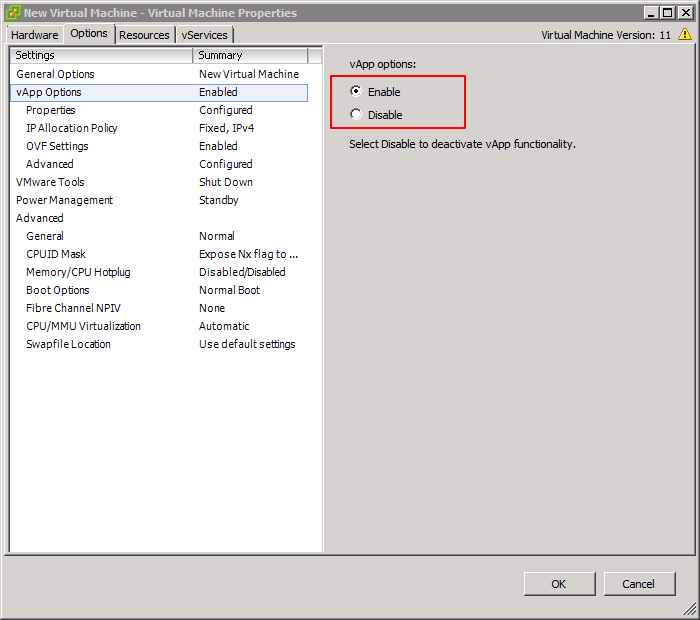 New Virtual Machine - Virtual Machine Properties
Hardware Options Resources vServices Virtual Machine Version: 11
Settings Summary
General Options New Virtual Machine
vApp Options Enabled
Properties Configured
IP Allocation Policy Fixed, IPv4
OVF Settings Enabled
Advanced Configured
VMware Tools Shut Down
Power Management Standby
Advanced
General Normal
CPUID Mask Expose Nx flag to ...
Memory/CPU Hotplug Disabled/Disabled
Boot Options Normal Boot
Fibre Channel NPIV None
CPU/MMU Virtualization Automatic
Swapfile Location Use default settings
vApp options:
Enable
Disable
Select Disable to deactivate vApp functionality.
OK Cancel